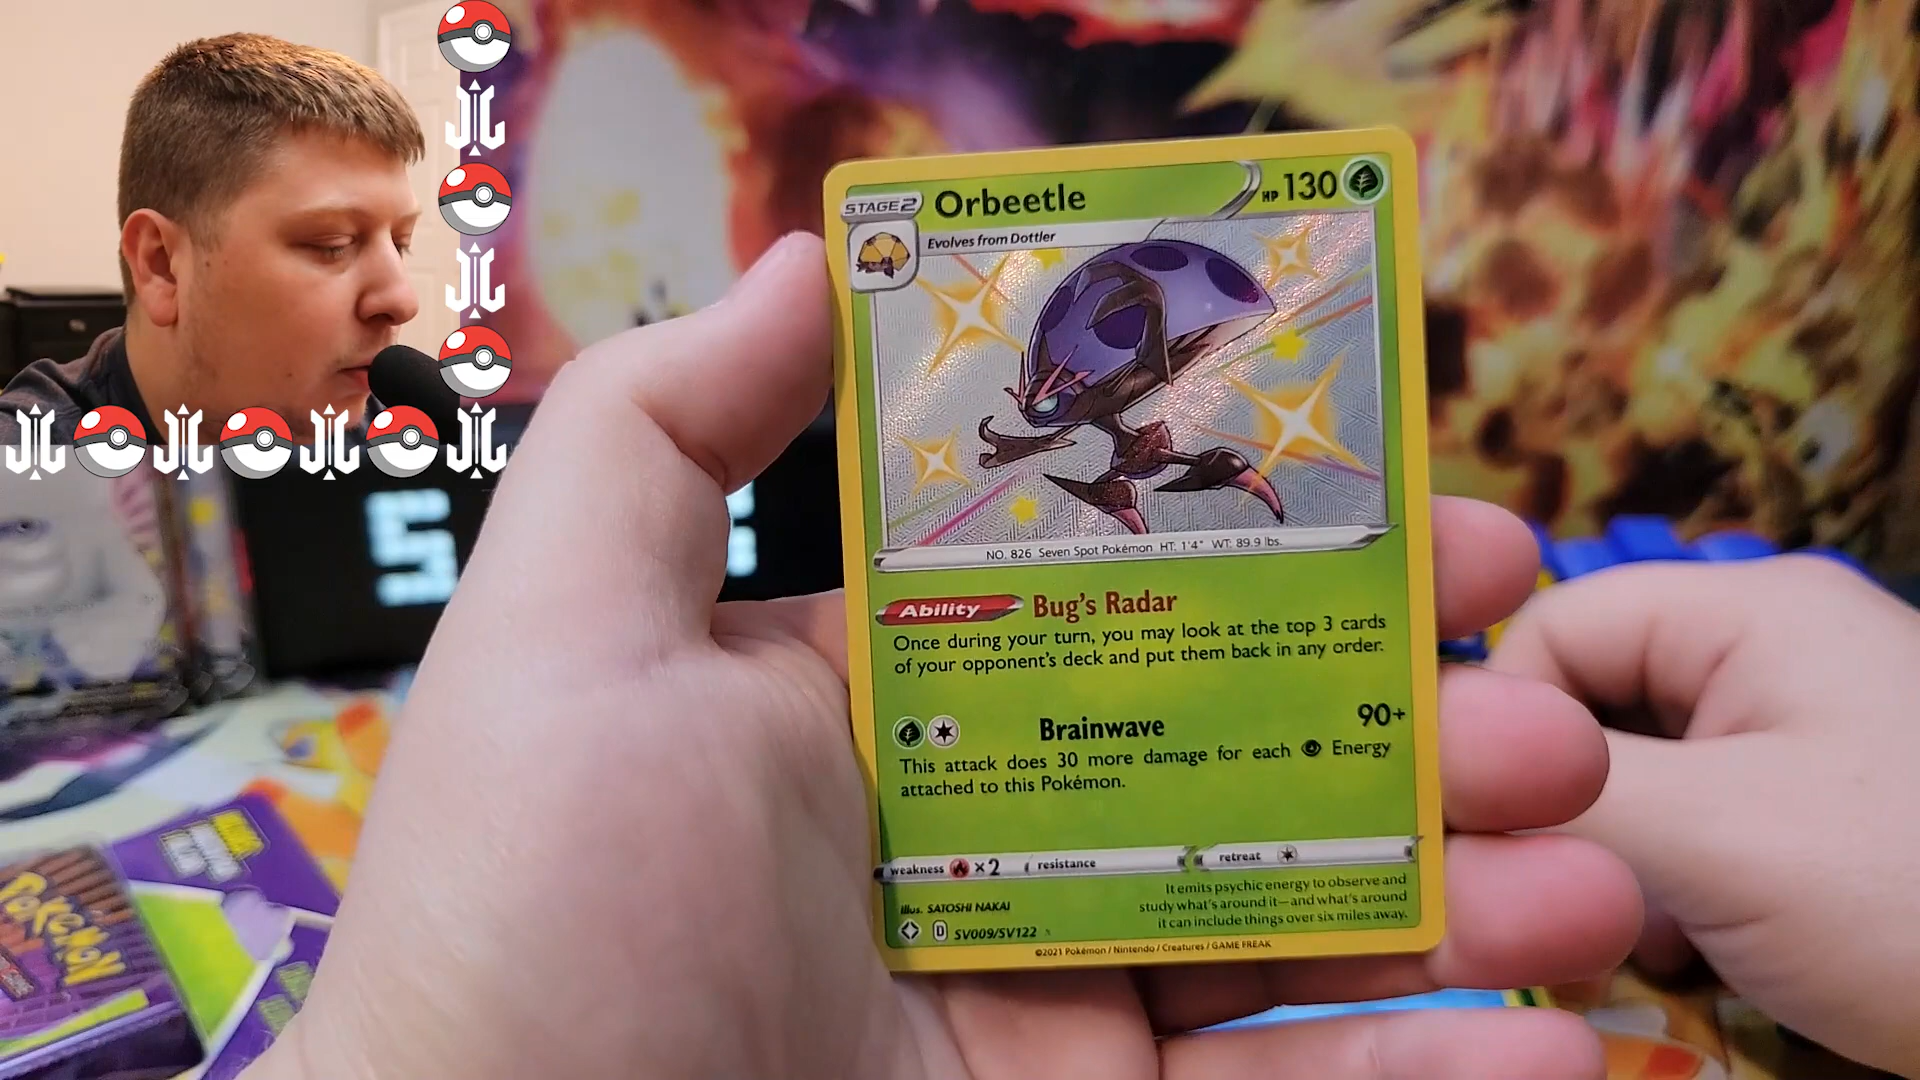 STAGE 2
Orbeetle
HP 130
Evolves from Dottler
NO. 826 Seven Spot Pokémon HT: 1'4" WT: 89.9 lbs.
Ability Bug's Radar
Once during your turn, you may look at the top 3 cards
of your opponent's deck and put them back in any order.
Brainwave 90+
This attack does 30 more damage for each Energy
attached to this Pokémon.
weakness ×2 resistance retreat
It emits psychic energy to observe and
study what's around it—and what's around
it can include things over six miles away.
Illus. SATOSHI NAKAI
D SV009/SV122
©2021 Pokémon / Nintendo / Creatures / GAME FREAK
POKÉMON